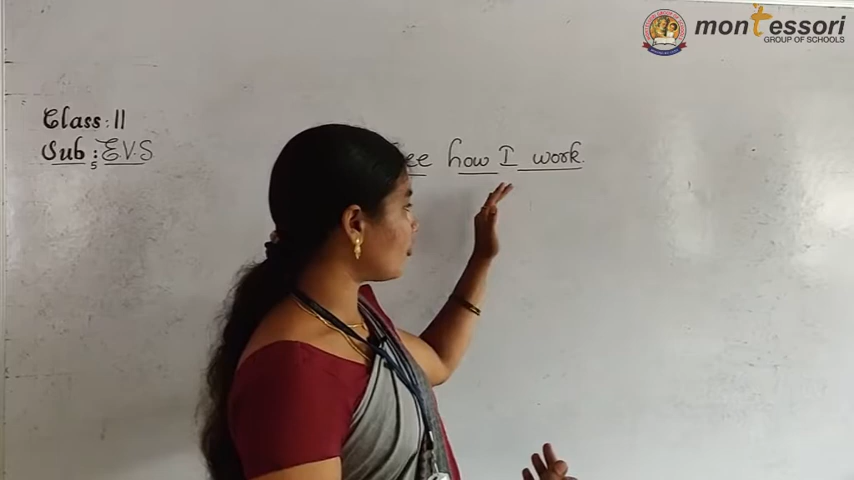 montessori
GROUP OF SCHOOLS
Class: II
Sub: E.V.S
how I work.